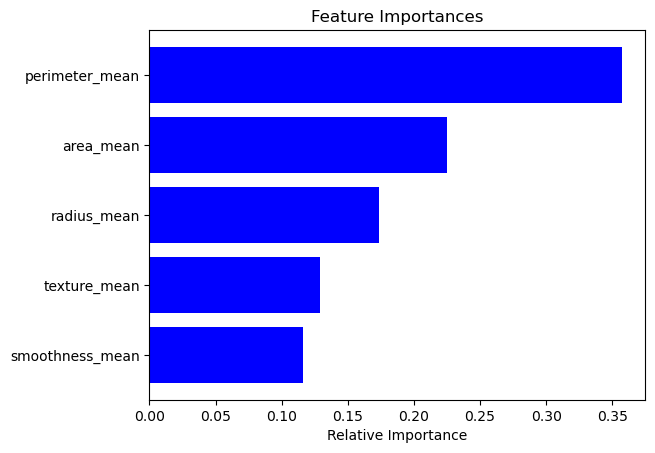 Feature Importances
perimeter_mean
area_mean
radius_mean
texture_mean
smoothness_mean
0.00 0.05 0.10 0.15 0.20 0.25 0.30 0.35
Relative Importance